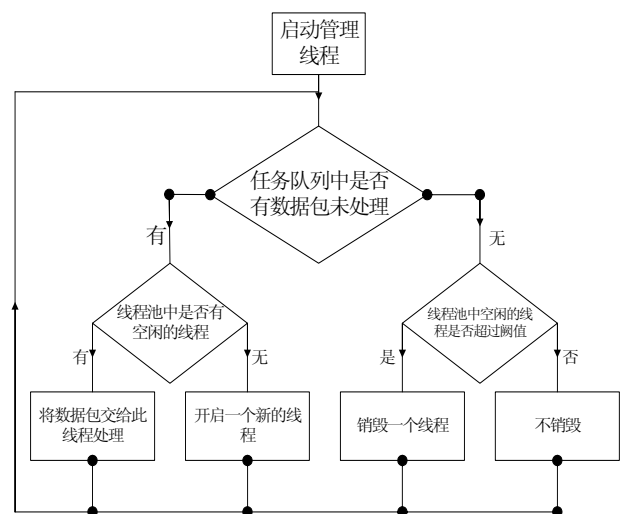 启动管理
线程
任务队列中是否
有数据包未处理
有
无
线程池中是否有
空闲的线程
线程池中空闲的线
程是否超过阙值
有
无
是
否
将数据包交给此
线程处理
开启一个新的线
程
销毁一个线程
不销毁